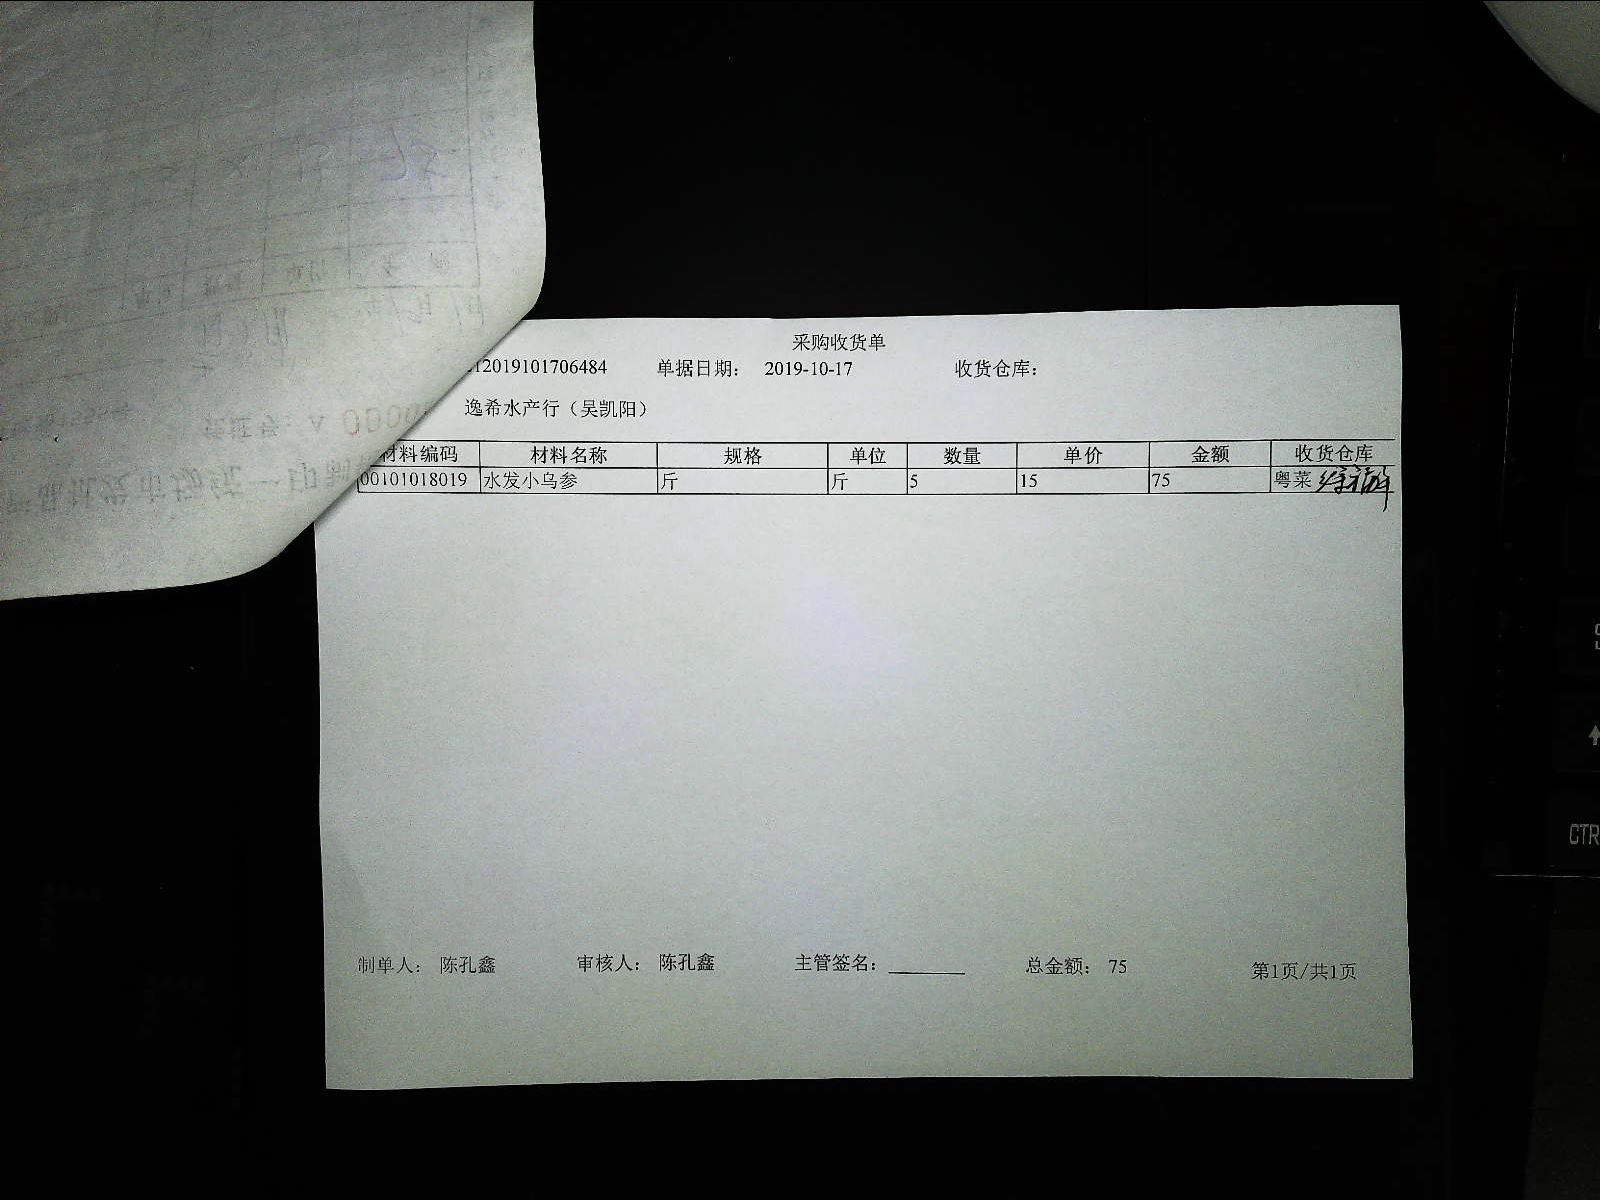 采购收货单
12019101706484 单据日期: 2019-10-17 收货仓库:
逸希水产行（吴凯阳）
材料编码 材料名称 规格 单位 数量 单价 金额 收货仓库
00101018019 水发小乌参 斤 斤 5 15 75 粤菜
制单人: 陈孔鑫 审核人: 陈孔鑫 主管签名: 总金额: 75 第1页/共1页
CTR